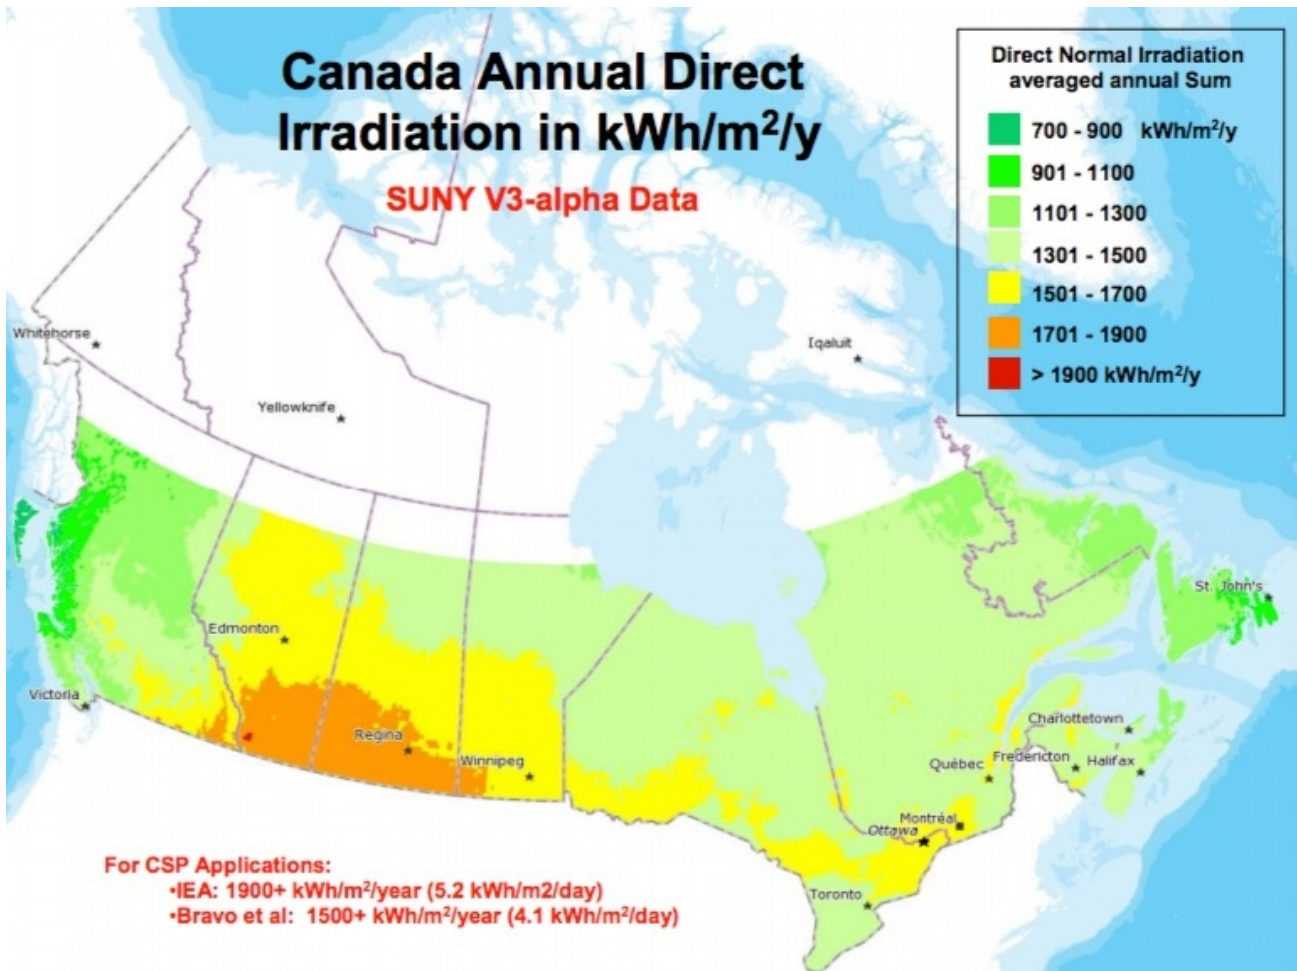 Canada Annual Direct
Irradiation in kWh/m²/y
SUNY V3-alpha Data
Direct Normal Irradiation
averaged annual Sum
700 - 900 kWh/m²/y
901 - 1100
1101 - 1300
1301 - 1500
1501 - 1700
1701 - 1900
> 1900 kWh/m²/y
Whitehorse
Iqaluit
Yellowknife
St. John's
Edmonton
Victoria
Charlottetown
Regina
Winnipeg
Québec
Fredericton
Halifax
Montréal
Ottawa
Toronto
For CSP Applications:
•IEA: 1900+ kWh/m²/year (5.2 kWh/m2/day)
•Bravo et al: 1500+ kWh/m²/year (4.1 kWh/m²/day)